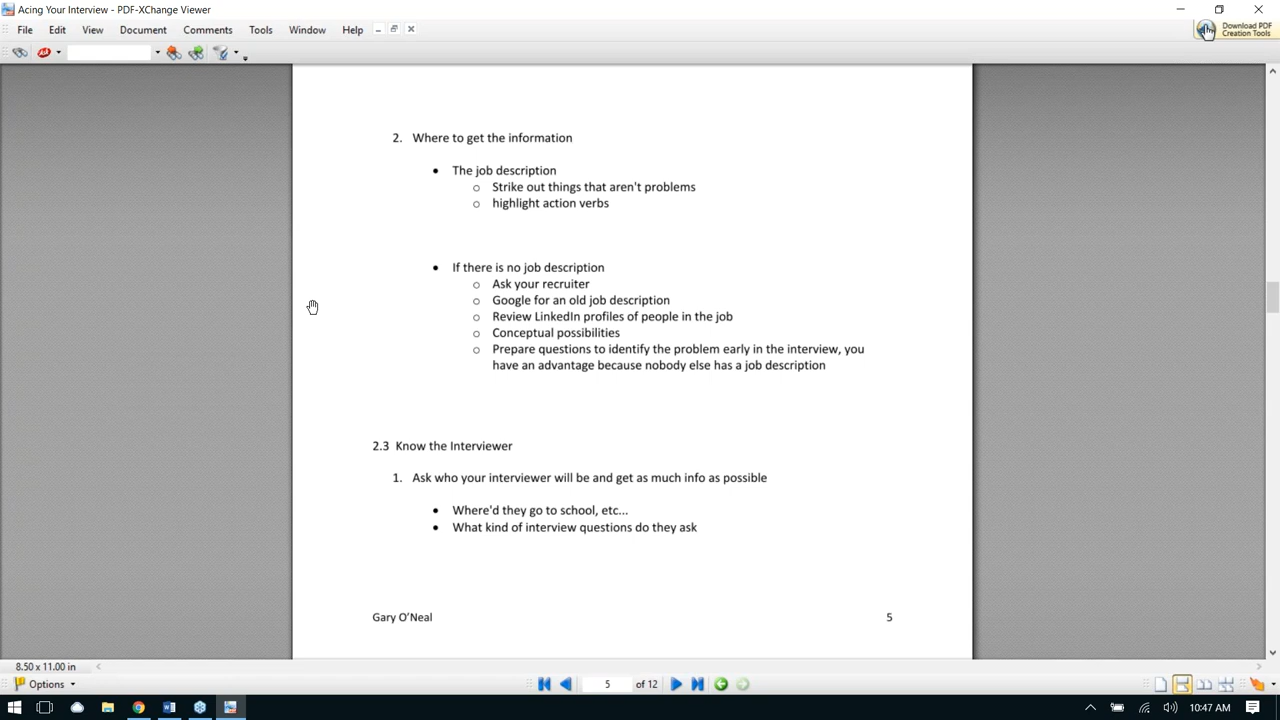 Acing Your Interview - PDF-XChange Viewer
File Edit View Document Comments Tools Window Help
Download PDF
Creation Tools
2. Where to get the information
• The job description
o Strike out things that aren't problems
o highlight action verbs
• If there is no job description
o Ask your recruiter
o Google for an old job description
o Review LinkedIn profiles of people in the job
o Conceptual possibilities
o Prepare questions to identify the problem early in the interview, you
have an advantage because nobody else has a job description
2.3 Know the Interviewer
1. Ask who your interviewer will be and get as much info as possible
• Where'd they go to school, etc...
• What kind of interview questions do they ask
Gary O’Neal 5
8.50 x 11.00 in
Options 5 of 12
10:47 AM